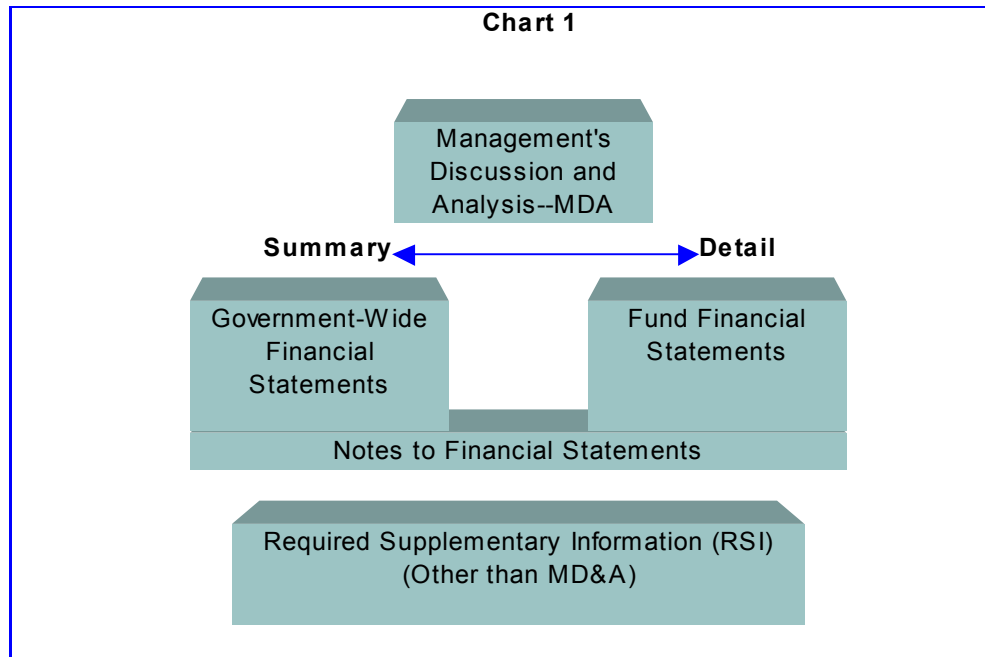 Chart 1
Management's
Discussion and
Analysis--MDA
Summary
Detail
Government-Wide
Financial
Statements
Fund Financial
Statements
Notes to Financial Statements
Required Supplementary Information (RSI)
(Other than MD&A)